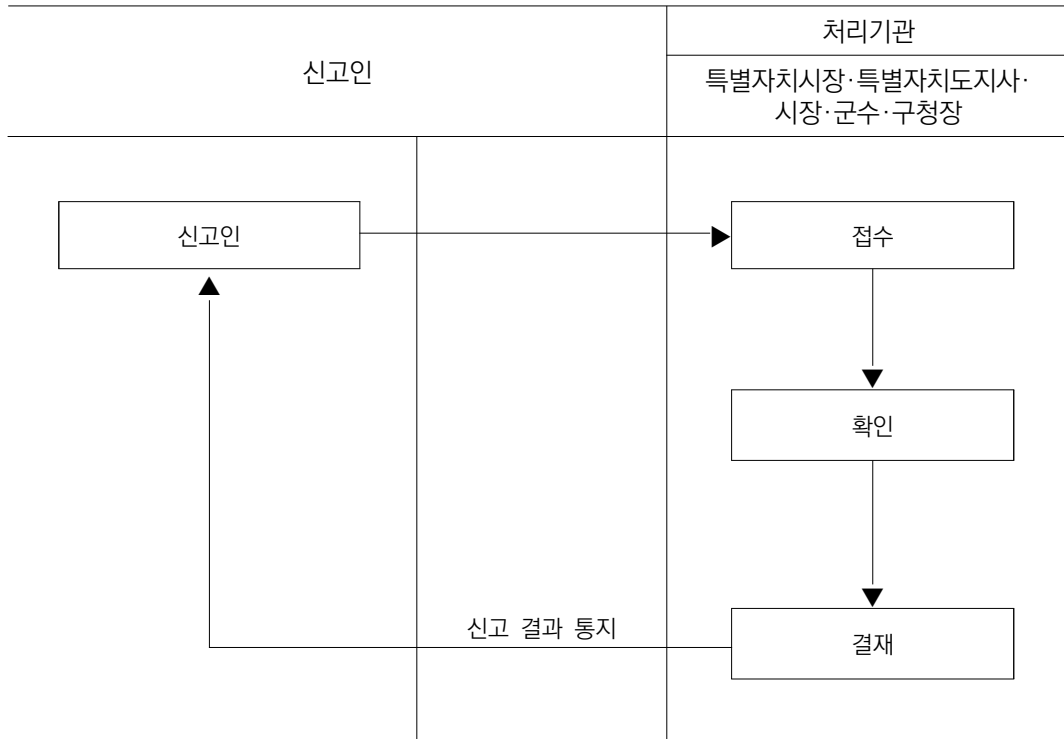 신고인
처리기관
특별자치시장·특별자치도지사·
시장·군수·구청장
신고인
접수
확인
신고 결과 통지
결재